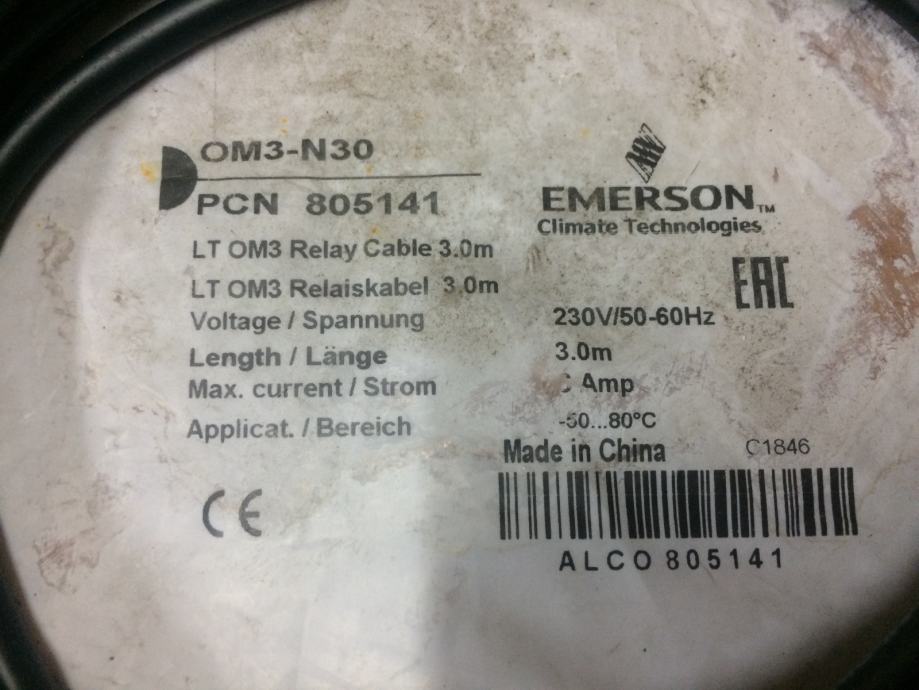 OM3-N30
PCN 805141
EMERSON™
Climate Technologies
LT OM3 Relay Cable 3.0m
LT OM3 Relaiskabel 3.0m
EAC
Voltage / Spannung 230V/50-60Hz
Length / Länge 3.0m
Max. current / Strom Amp
Applicat. / Bereich -50...80°C
Made in China C1846
CE
ALCO 805141